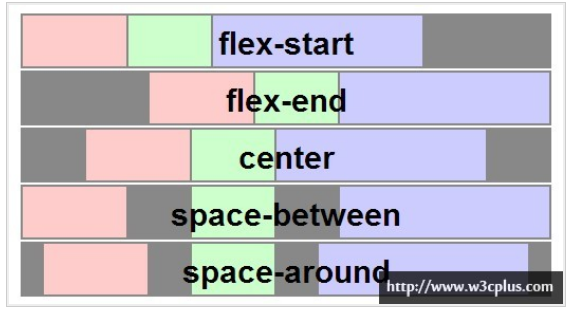 flex-start
flex-end
center
space-between
space-around
http://www.w3cplus.com